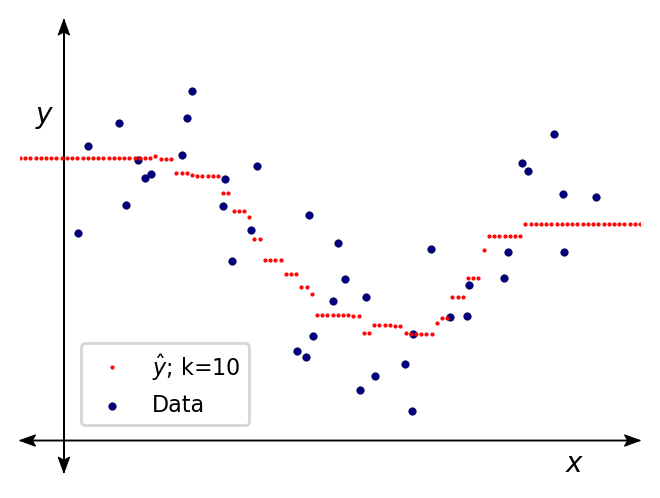 y
ŷ; k=10
Data
x